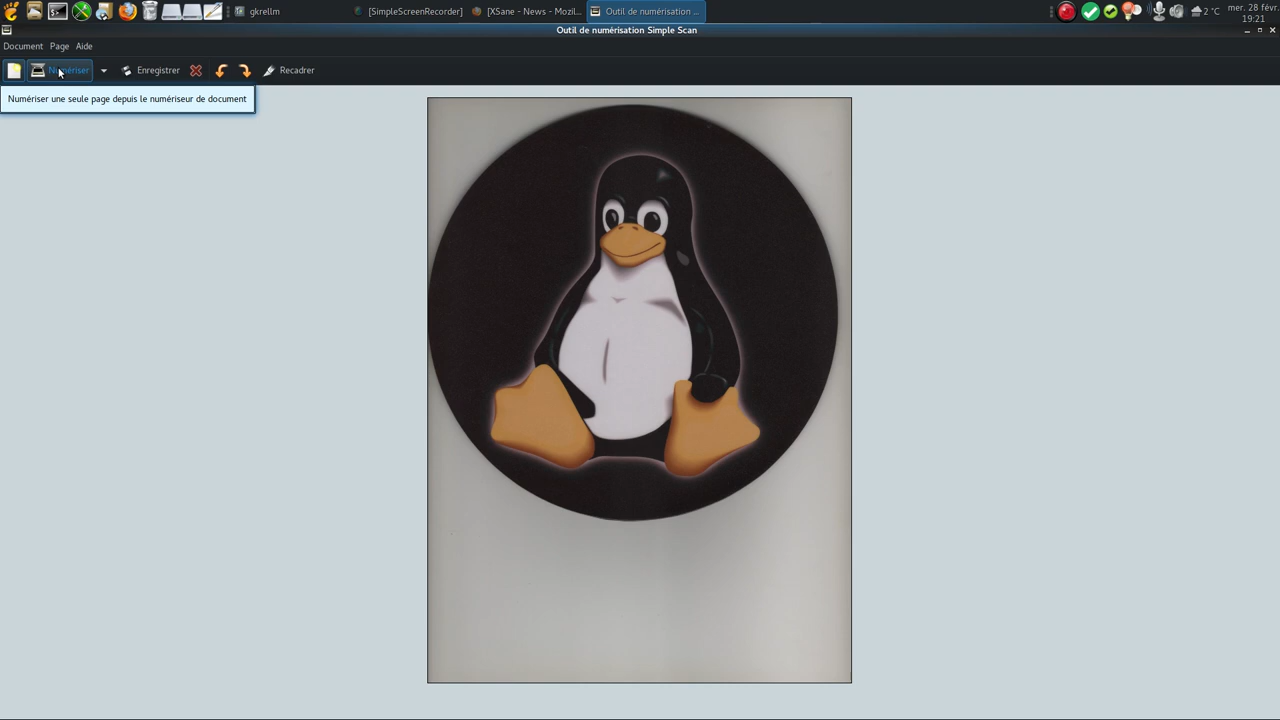 gkrellm
[SimpleScreenRecorder]
[XSane - News - Mozil...
Outil de numérisation ...
2 °C
mer. 28 févr.
19:21
Outil de numérisation Simple Scan
Document Page Aide
Numériser Enregistrer Recadrer
Numériser une seule page depuis le numériseur de document